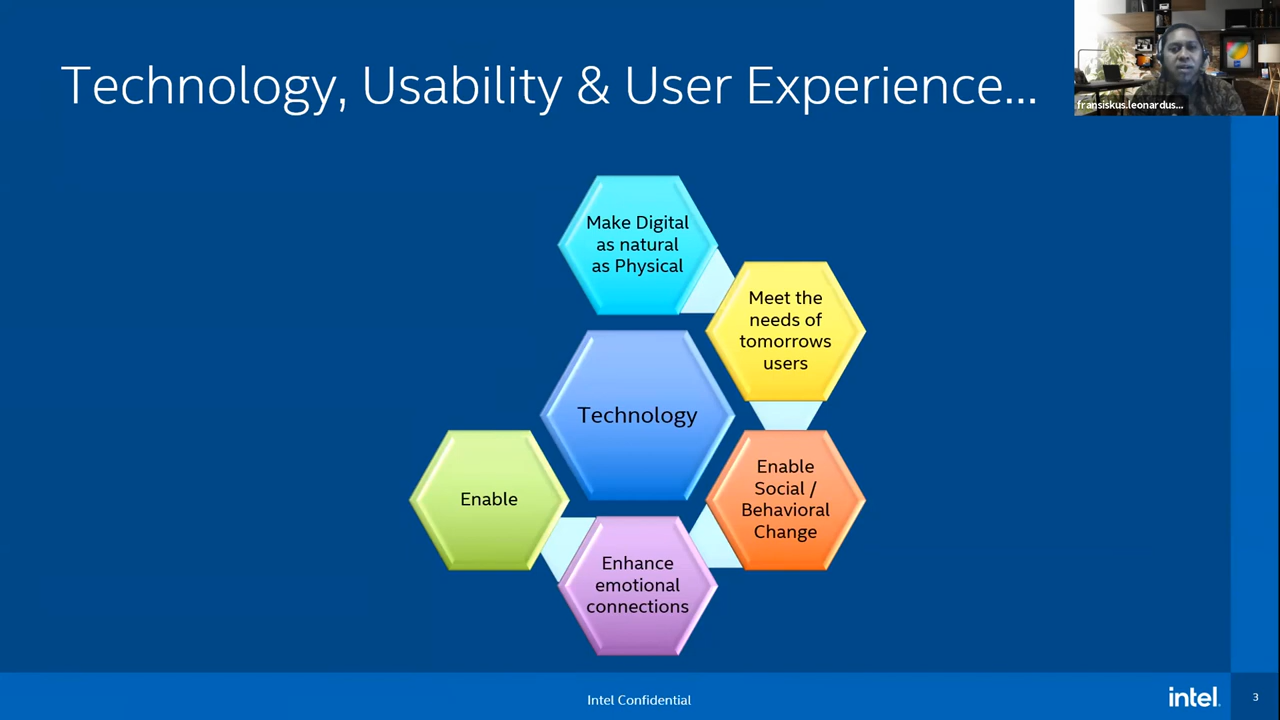 Technology, Usability & User Experience...
fransiskus.leonardus...
Make Digital
as natural
as Physical
Meet the
needs of
tomorrows
users
Technology
Enable
Social /
Behavioral
Change
Enable
Enhance
emotional
connections
Intel Confidential
intel.
3